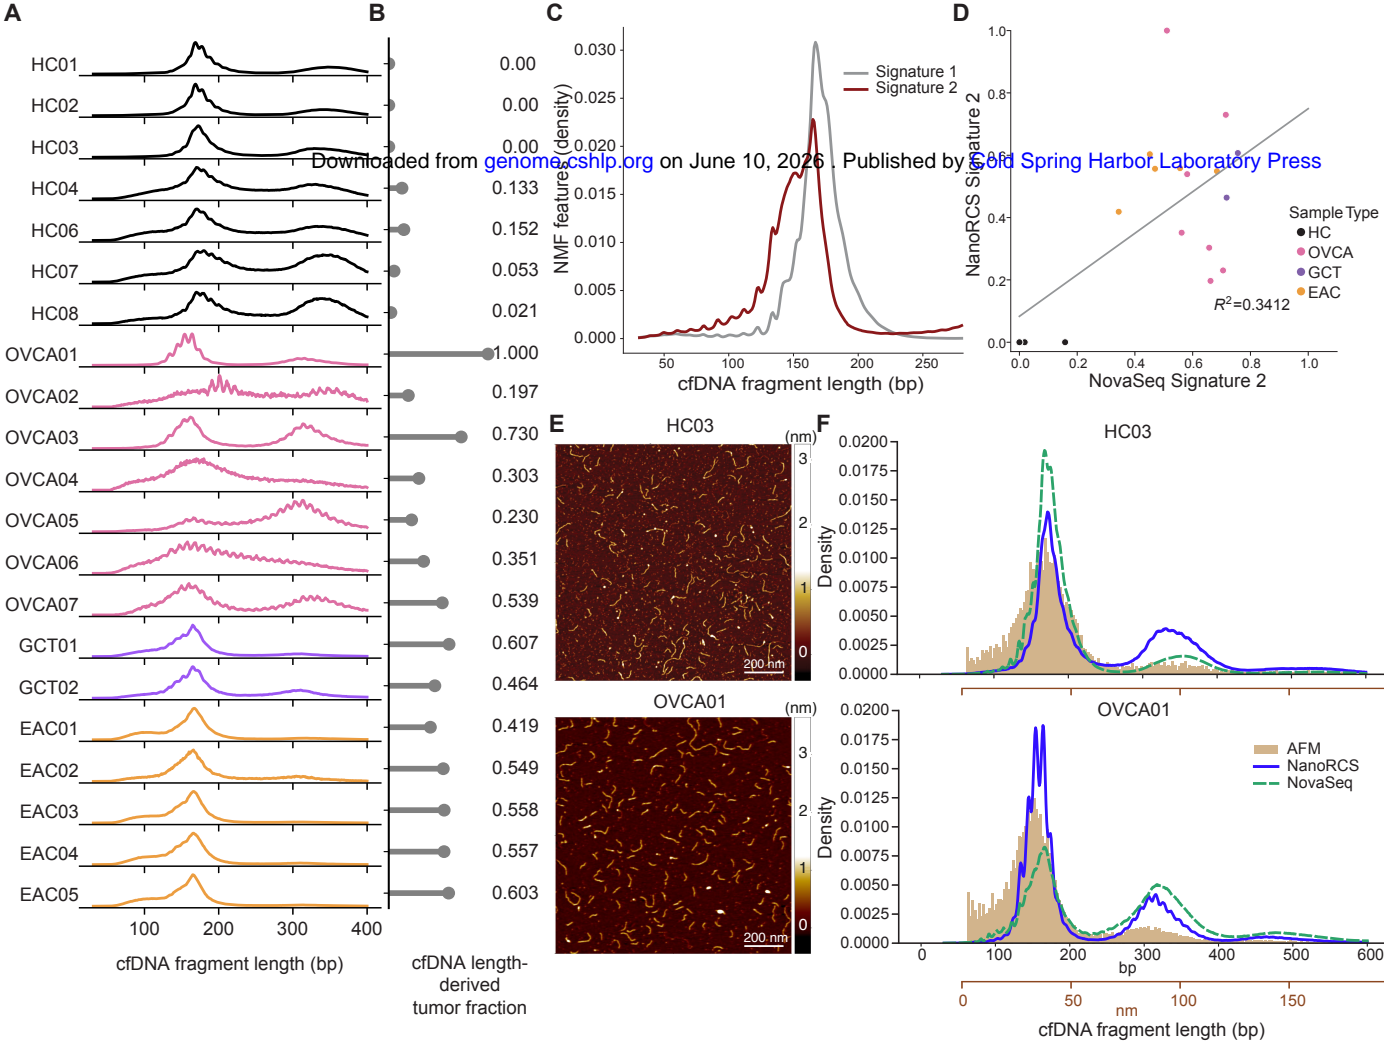 A
HC01
HC02
HC03
HC04
HC06
HC07
HC08
OVCA01
OVCA02
OVCA03
OVCA04
OVCA05
OVCA06
OVCA07
GCT01
GCT02
EAC01
EAC02
EAC03
EAC04
EAC05
100 200 300 400
cfDNA fragment length (bp)
B
0.00
0.00
0.00
0.133
0.152
0.053
0.021
1.000
0.197
0.730
0.303
0.230
0.351
0.539
0.607
0.464
0.419
0.549
0.558
0.557
0.603
cfDNA length-
derived
tumor fraction
C
NMF features (density)
0.030
0.025
0.020
0.015
0.010
0.005
0.000
Signature 1
Signature 2
50 100 150 200 250
cfDNA fragment length (bp)
Downloaded from genome.cshlp.org on June 10, 2026 . Published by Cold Spring Harbor Laboratory Press
D
NanoRCS Signature 2
1.0
0.8
0.6
0.4
0.2
0.0
Sample Type
HC
OVCA
GCT
EAC
R²=0.3412
0.0 0.2 0.4 0.6 0.8 1.0
NovaSeq Signature 2
E
HC03
(nm)
3
2
1
0
200 nm
OVCA01
(nm)
3
2
1
0
200 nm
F
HC03
Density
0.0200
0.0175
0.0150
0.0125
0.0100
0.0075
0.0050
0.0025
0.0000
OVCA01
Density
0.0200
0.0175
0.0150
0.0125
0.0100
0.0075
0.0050
0.0025
0.0000
AFM
NanoRCS
NovaSeq
0 100 200 300 400 500 600
bp
0 50 100 150
nm
cfDNA fragment length (bp)